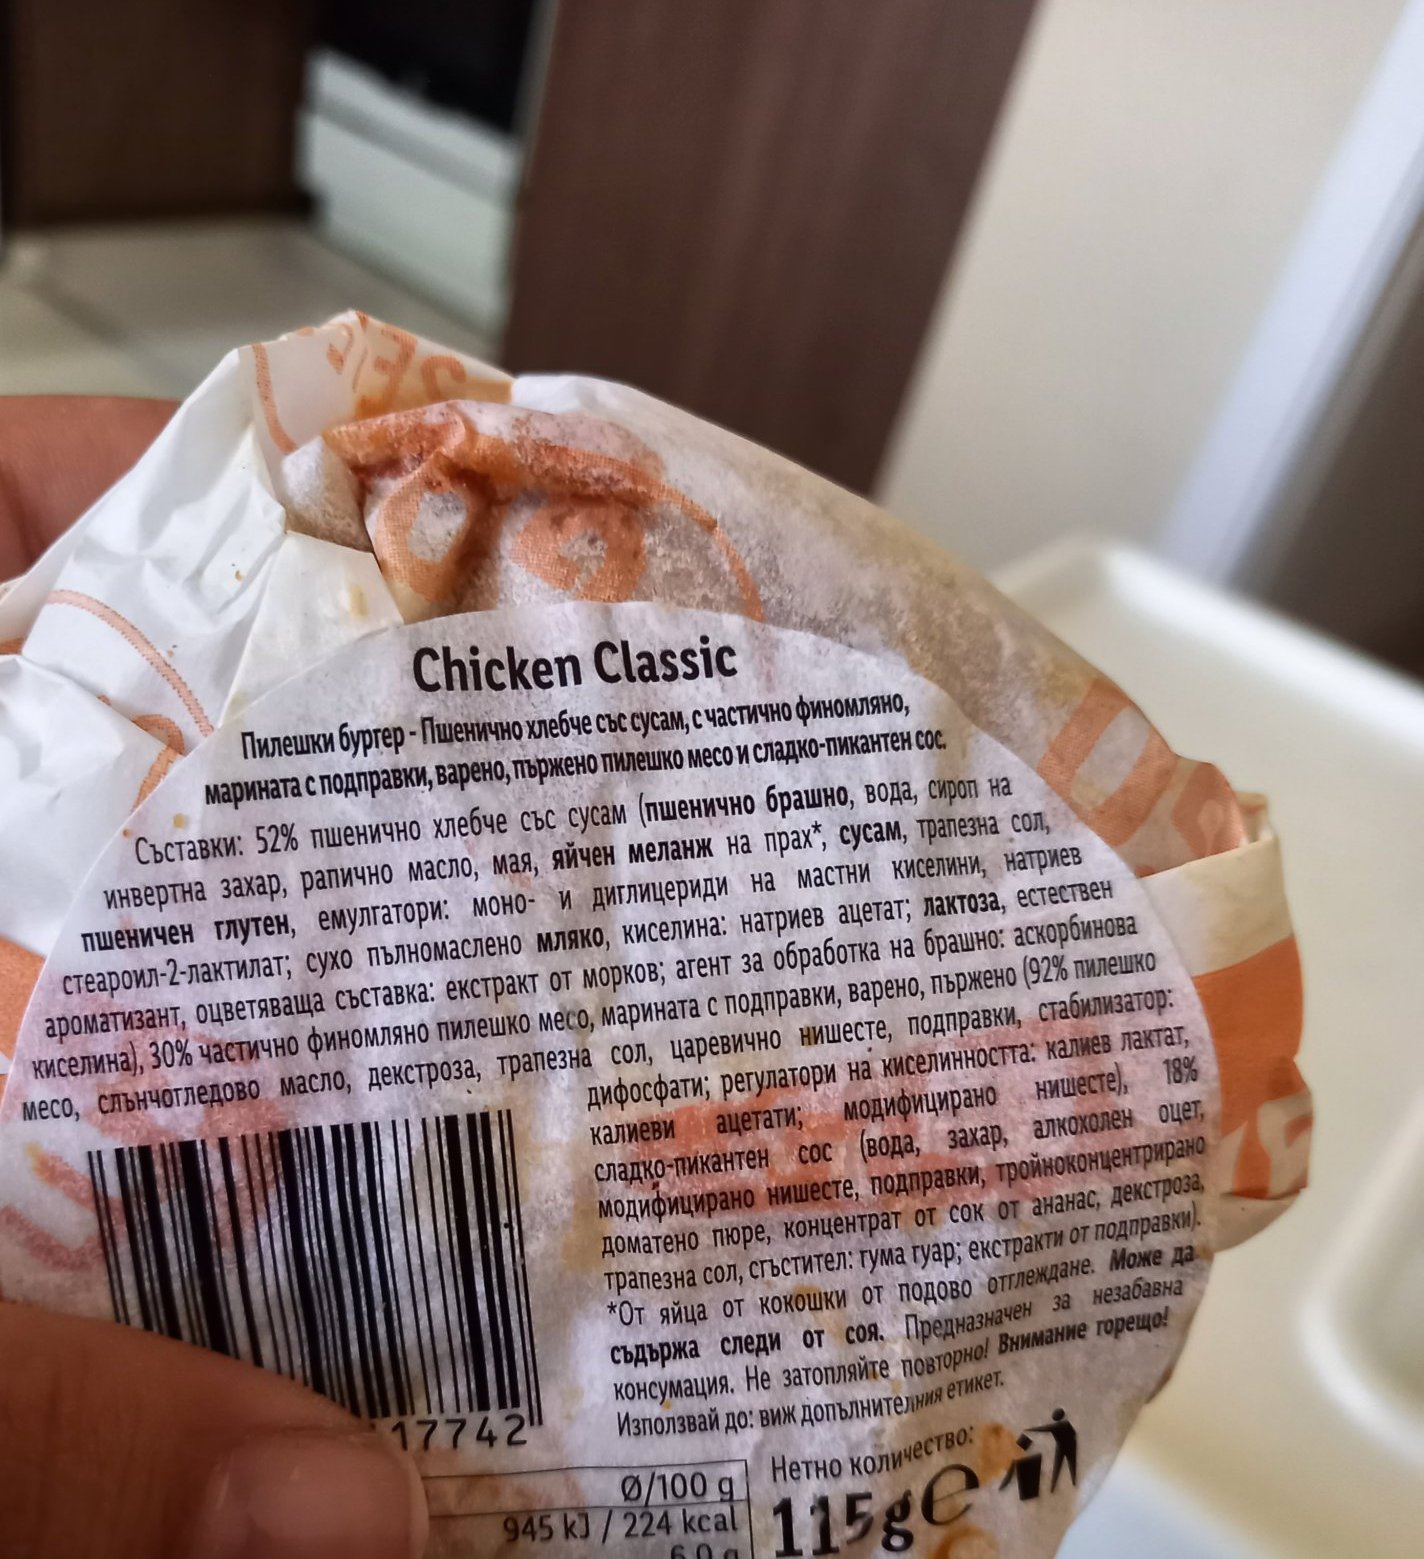 Chicken Classic
Пилешки бургер - Пшенично хлебче със сусам, с частично финомляно,
марината с подправки, варено, пържено пилешко месо и сладко-пикантен сос.
Съставки: 52% пшенично хлебче със сусам (пшенично брашно, вода, сироп на
инвертна захар, рапично масло, мая, яйчен меланж на прах*, сусам, трапезна сол,
пшеничен глутен, емулгатори: моно- и диглицериди на мастни киселини, натриев
стеароил-2-лактилат; сухо пълномаслено мляко, киселина: натриев ацетат; лактоза, естествен
ароматизант, оцветяваща съставка: екстракт от морков; агент за обработка на брашно: аскорбинова
киселина), 30% частично финомляно пилешко месо, марината с подправки, варено, пържено (92% пилешко
месо, слънчогледово масло, декстроза, трапезна сол, царевично нишесте, подправки, стабилизатор:
дифосфати; регулатори на киселинността: калиев лактат,
калиеви ацетати; модифицирано нишесте), 18%
сладко-пикантен сос (вода, захар, алкохолен оцет,
модифицирано нишесте, подправки, тройноконцентрирано
доматено пюре, концентрат от сок от ананас, декстроза,
трапезна сол, сгъстител: гума гуар; екстракти от подправки).
*От яйца от кокошки от подово отглеждане. Може да
съдържа следи от соя. Предназначен за незабавна
консумация. Не затопляйте повторно! Внимание горещо!
Използвай до: виж допълнителния етикет.
17742
Нетно количество:
115g e
Ø/100 g
945 kJ / 224 kcal